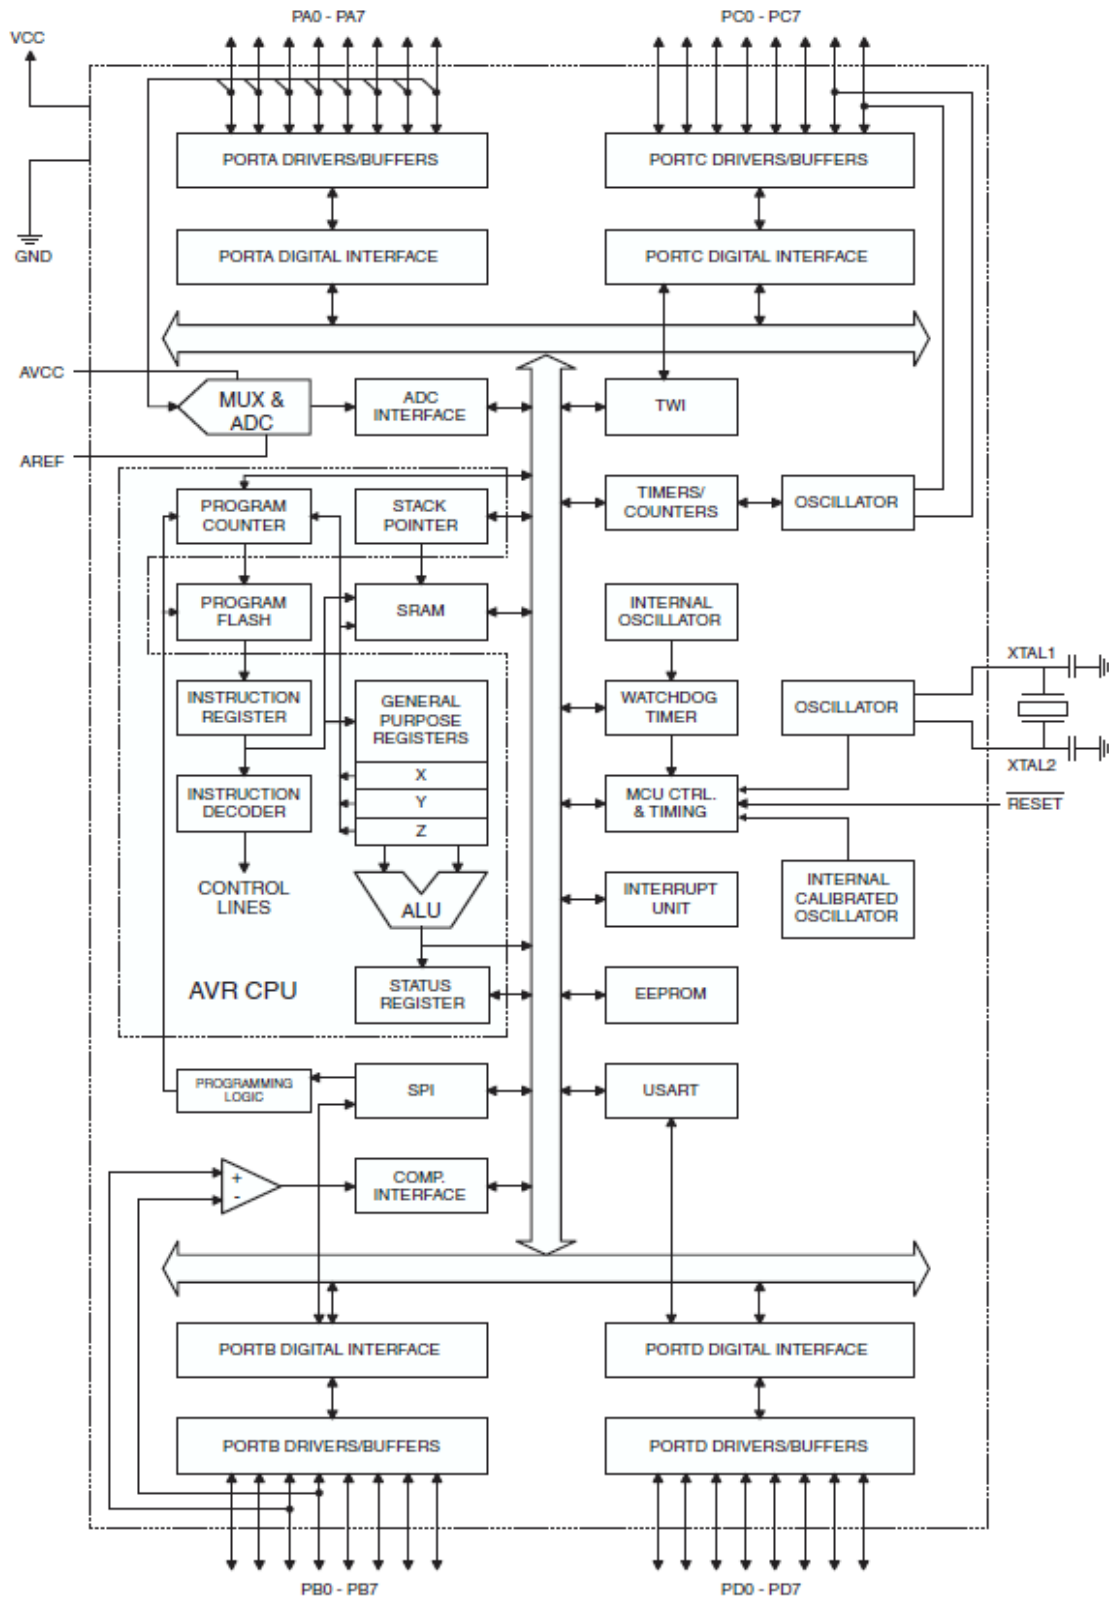 PA0 - PA7
PC0 - PC7
VCC
PORTA DRIVERS/BUFFERS
PORTC DRIVERS/BUFFERS
GND
PORTA DIGITAL INTERFACE
PORTC DIGITAL INTERFACE
AVCC
MUX &
ADC
ADC
INTERFACE
TWI
AREF
PROGRAM
COUNTER
STACK
POINTER
TIMERS/
COUNTERS
OSCILLATOR
PROGRAM
FLASH
SRAM
INTERNAL
OSCILLATOR
XTAL1
INSTRUCTION
REGISTER
GENERAL
PURPOSE
REGISTERS
WATCHDOG
TIMER
OSCILLATOR
XTAL2
X
Y
Z
INSTRUCTION
DECODER
MCU CTRL.
& TIMING
RESET
CONTROL
LINES
ALU
INTERRUPT
UNIT
INTERNAL
CALIBRATED
OSCILLATOR
AVR CPU
STATUS
REGISTER
EEPROM
PROGRAMMING
LOGIC
SPI
USART
+
-
COMP.
INTERFACE
PORTB DIGITAL INTERFACE
PORTD DIGITAL INTERFACE
PORTB DRIVERS/BUFFERS
PORTD DRIVERS/BUFFERS
PB0 - PB7
PD0 - PD7